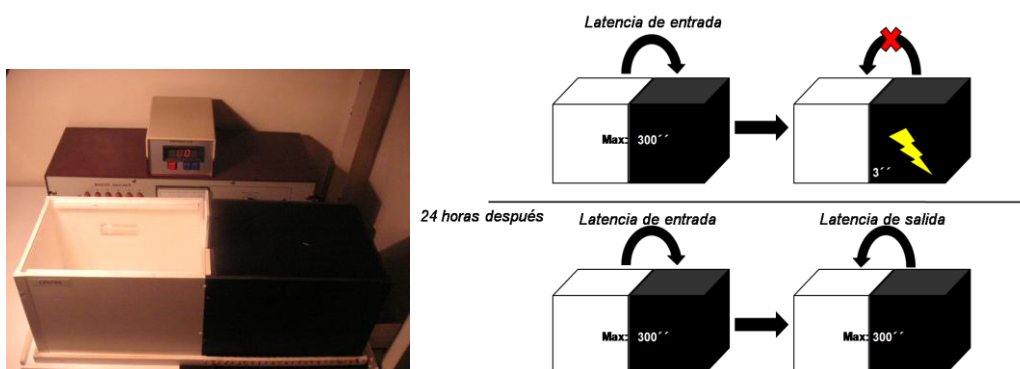 Latencia de entrada
Max: 300´´
3´´
24 horas después
Latencia de entrada
Latencia de salida
Max: 300´´
Max: 300´´